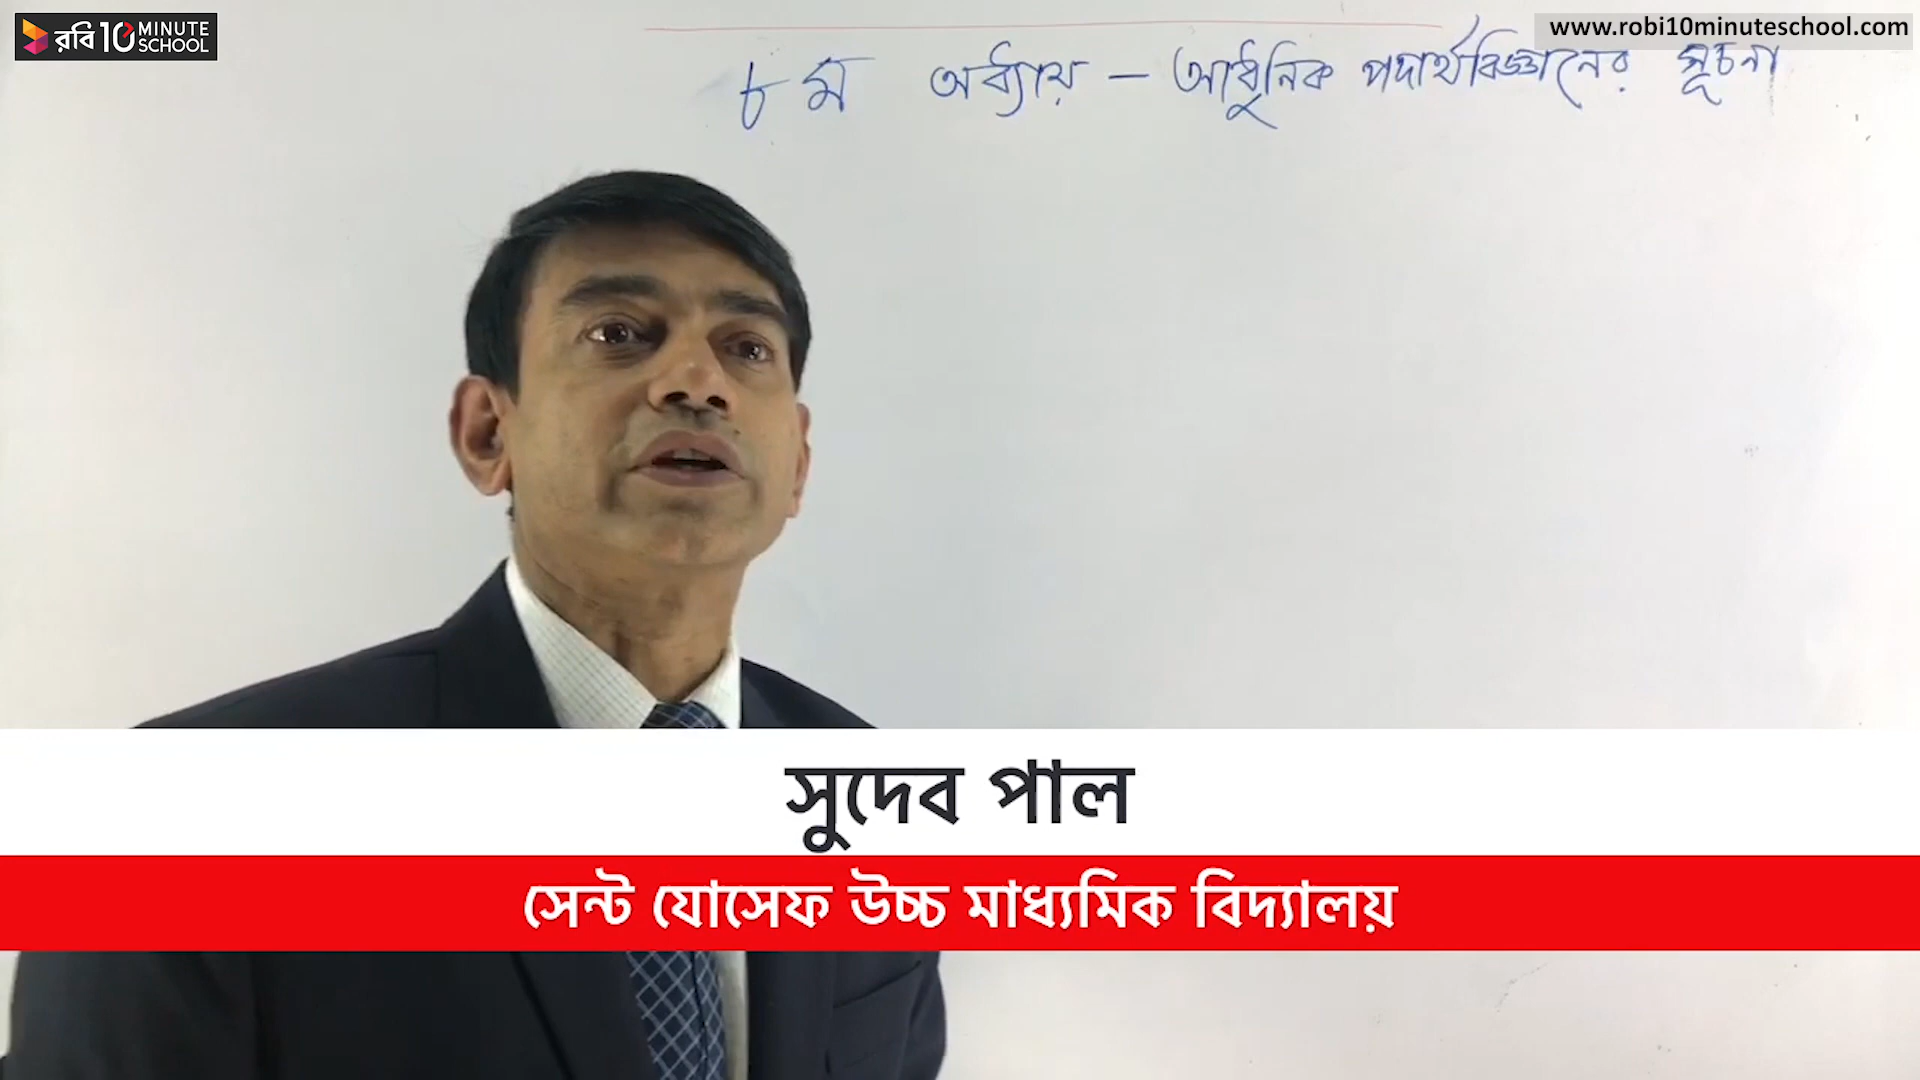 রবি 10 MINUTE SCHOOL
www.robi10minuteschool.com
৮ম অধ্যায় – আধুনিক পদার্থবিজ্ঞানের সূচনা
সুদেব পাল
সেন্ট যোসেফ উচ্চ মাধ্যমিক বিদ্যালয়